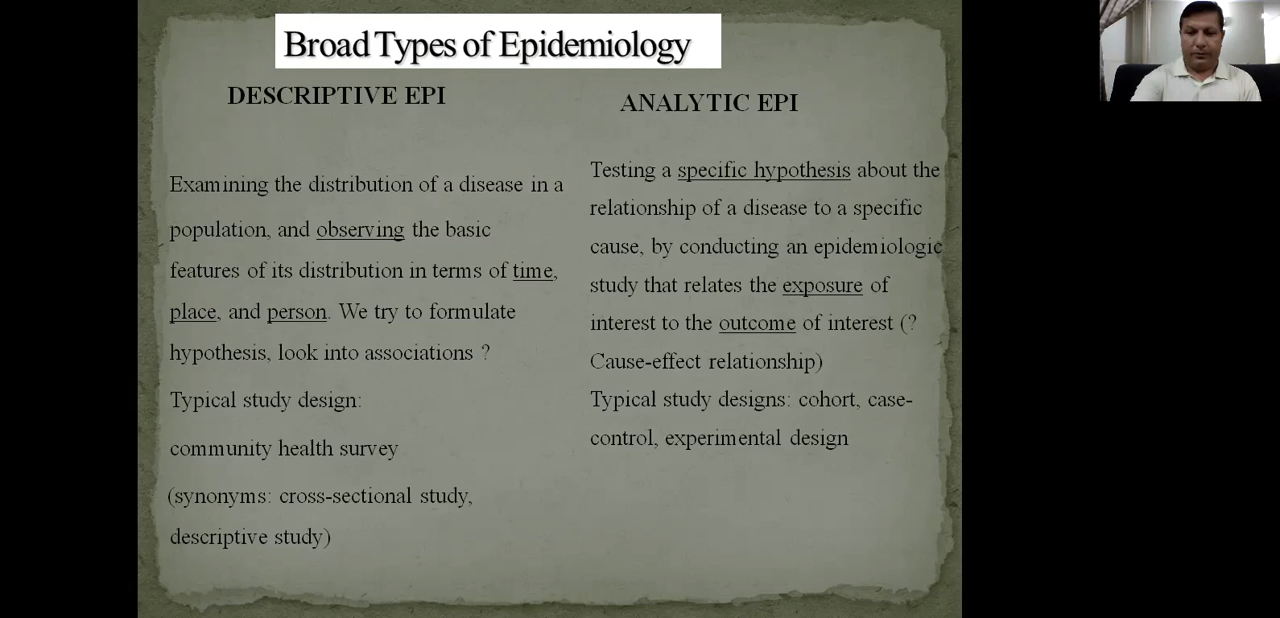 Broad Types of Epidemiology
DESCRIPTIVE EPI
Examining the distribution of a disease in a
population, and observing the basic
features of its distribution in terms of time,
place, and person. We try to formulate
hypothesis, look into associations ?
Typical study design:
community health survey
(synonyms: cross-sectional study,
descriptive study)
ANALYTIC EPI
Testing a specific hypothesis about the
relationship of a disease to a specific
cause, by conducting an epidemiologic
study that relates the exposure of
interest to the outcome of interest (?
Cause-effect relationship)
Typical study designs: cohort, case-
control, experimental design